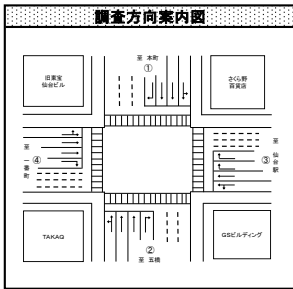 調査方向案内図
至 本町
①
旧東宝
仙台ビル
さくら野
百貨店
至
一番町
④
至
仙台駅
③
TAKAQ
②
至 五橋
GSビルディング